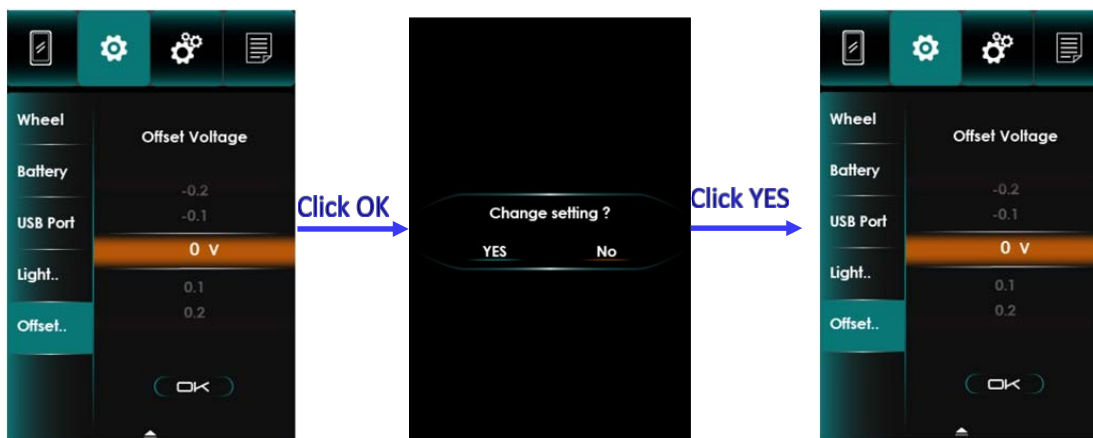 Wheel
Battery
USB Port
Light..
Offset..
Offset Voltage
-0.2
-0.1
0 V
0.1
0.2
OK
Click OK
Change setting ?
YES No
Click YES
Wheel
Battery
USB Port
Light..
Offset..
Offset Voltage
-0.2
-0.1
0 V
0.1
0.2
OK